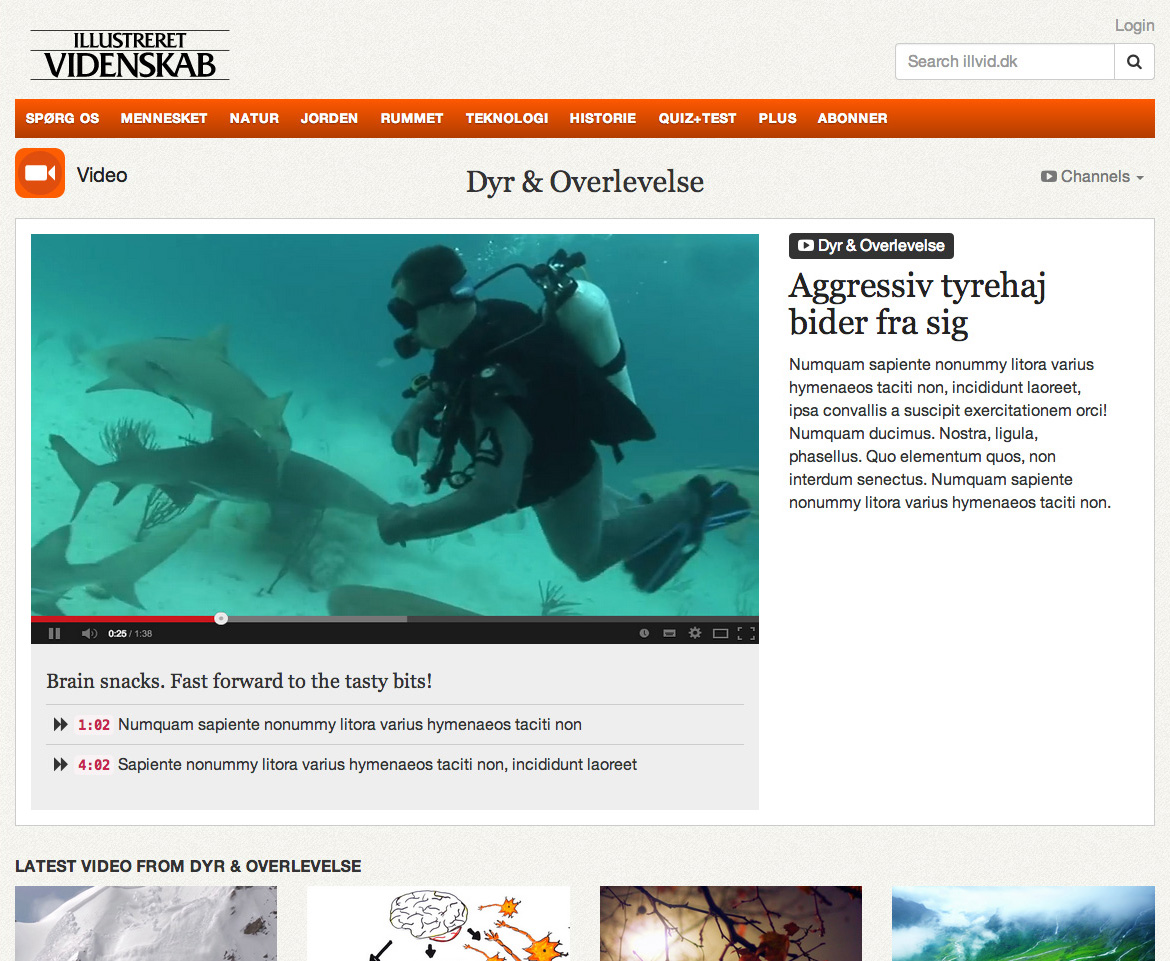 Login
ILLUSTRERET
VIDENSKAB
Search illvid.dk
SPØRG OS MENNESKET NATUR JORDEN RUMMET TEKNOLOGI HISTORIE QUIZ+TEST PLUS ABONNER
Video
Dyr & Overlevelse
Channels
Dyr & Overlevelse
Aggressiv tyrehaj
bider fra sig
Numquam sapiente nonummy litora varius
hymenaeos taciti non, incididunt laoreet,
ipsa convallis a suscipit exercitationem orci!
Numquam ducimus. Nostra, ligula,
phasellus. Quo elementum quos, non
interdum senectus. Numquam sapiente
nonummy litora varius hymenaeos taciti non.
0:25 / 1:38
Brain snacks. Fast forward to the tasty bits!
1:02 Numquam sapiente nonummy litora varius hymenaeos taciti non
4:02 Sapiente nonummy litora varius hymenaeos taciti non, incididunt laoreet
LATEST VIDEO FROM DYR & OVERLEVELSE